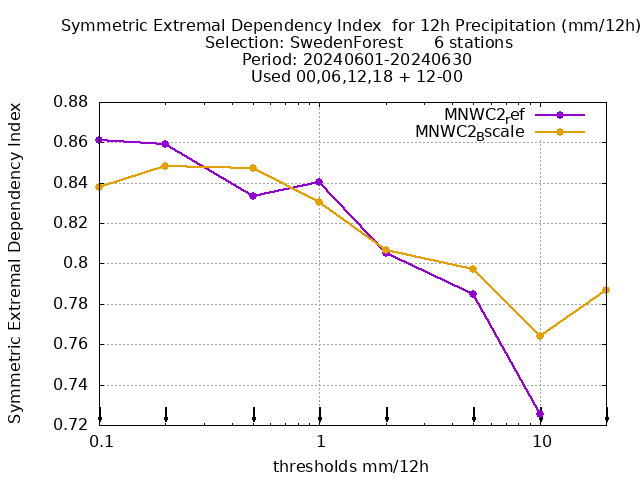 Symmetric Extremal Dependency Index  for 12h Precipitation (mm/12h)
Selection: SwedenForest      6 stations
Period: 20240601-20240630
Used 00,06,12,18 + 12-00
Symmetric Extremal Dependency Index
0.88
0.86
0.84
0.82
0.8
0.78
0.76
0.74
0.72
MNWC2ref
MNWC2Bscale
0.1
1
10
thresholds mm/12h